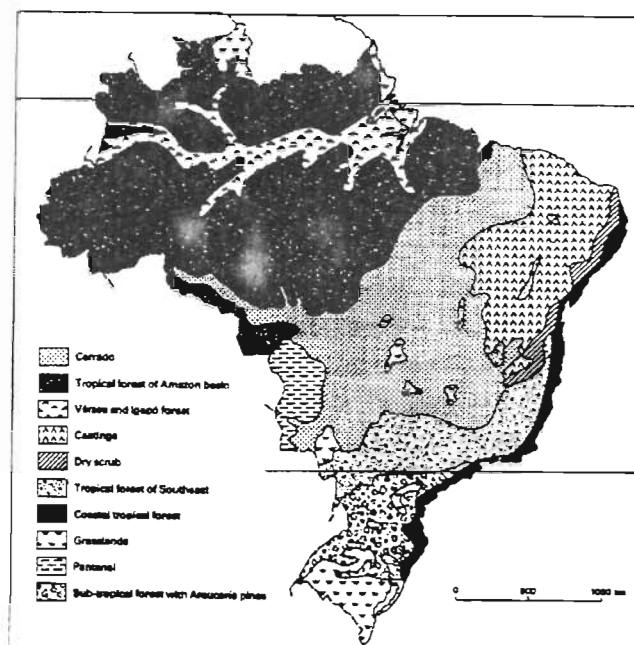 Cerrado
Tropical forest of Amazon basin
Várzea and Igapó forest
Caatinga
Dry scrub
Tropical forest of Southeast
Coastal tropical forest
Grasslands
Pantanal
Sub-tropical forest with Araucaria pines
0 500 1000 km